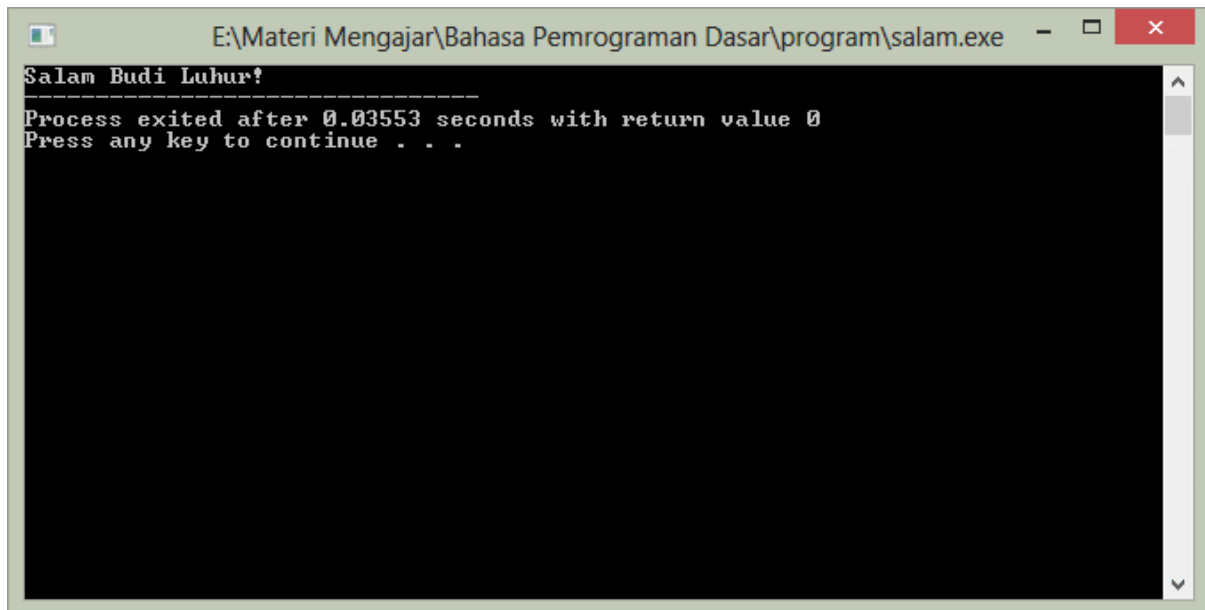 E:\Materi Mengajar\Bahasa Pemrograman Dasar\program\salam.exe
Salam Budi Luhur!
--------------------------------
Process exited after 0.03553 seconds with return value 0
Press any key to continue . . .